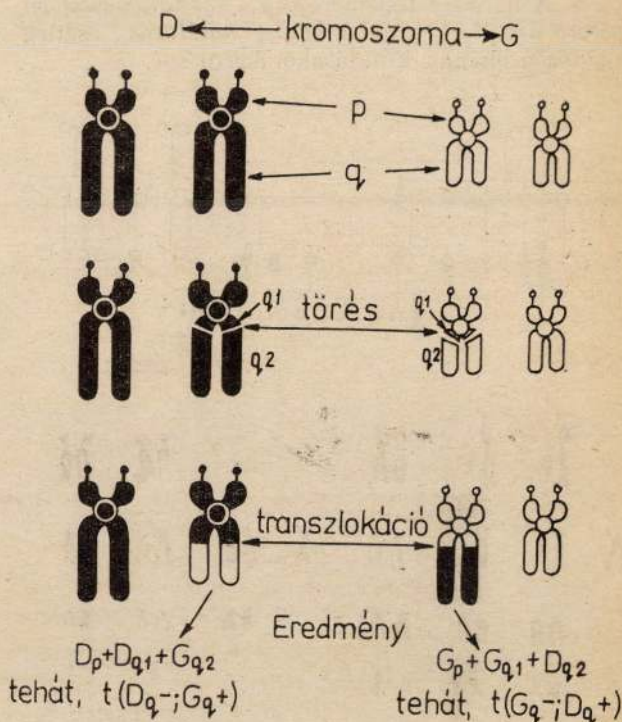 D ← kromoszoma → G
p
q
q1 törés q1
q2 q2
transzlokáció
Eredmény
Dp+Dq1+Gq2 Gp+Gq1+Dq2
tehát, t(Dq-;Gq+) tehát, t(Gq-;Dq+)